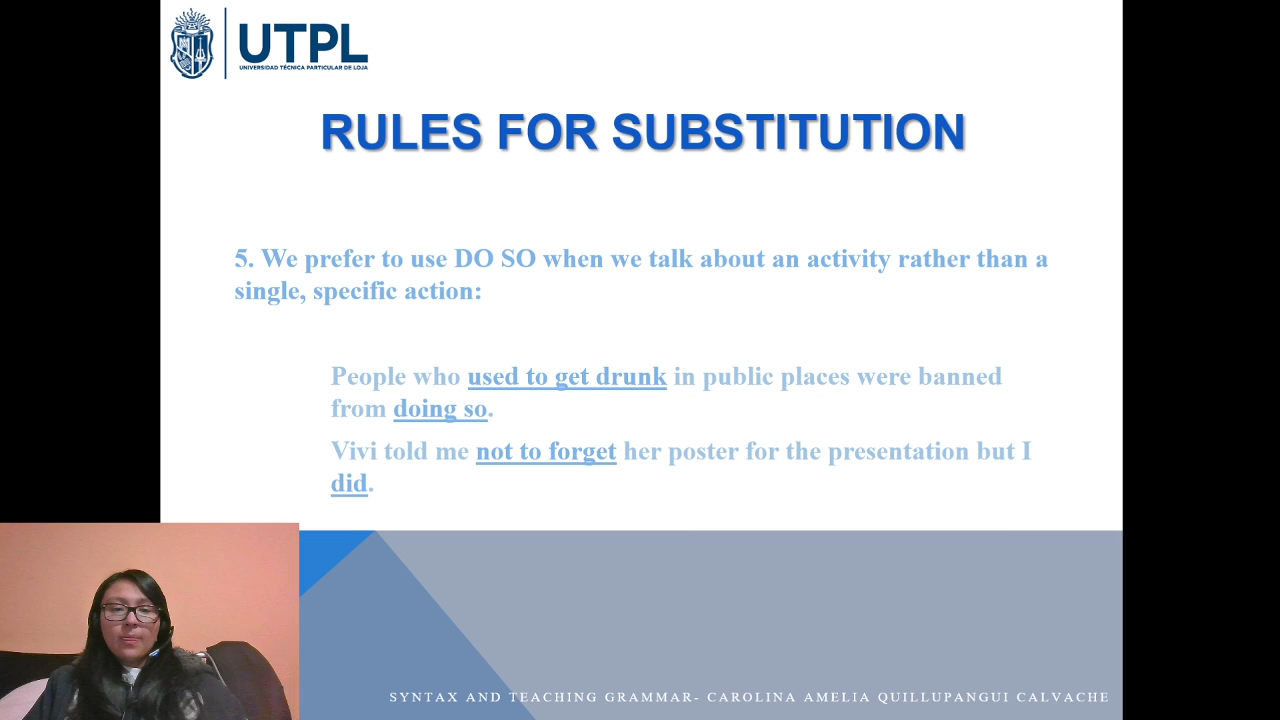 UTPL
UNIVERSIDAD TÉCNICA PARTICULAR DE LOJA
RULES FOR SUBSTITUTION
5. We prefer to use DO SO when we talk about an activity rather than a
single, specific action:
People who used to get drunk in public places were banned
from doing so.
Vivi told me not to forget her poster for the presentation but I
did.
SYNTAX AND TEACHING GRAMMAR- CAROLINA AMELIA QUILLUPANGUI CALVACHE